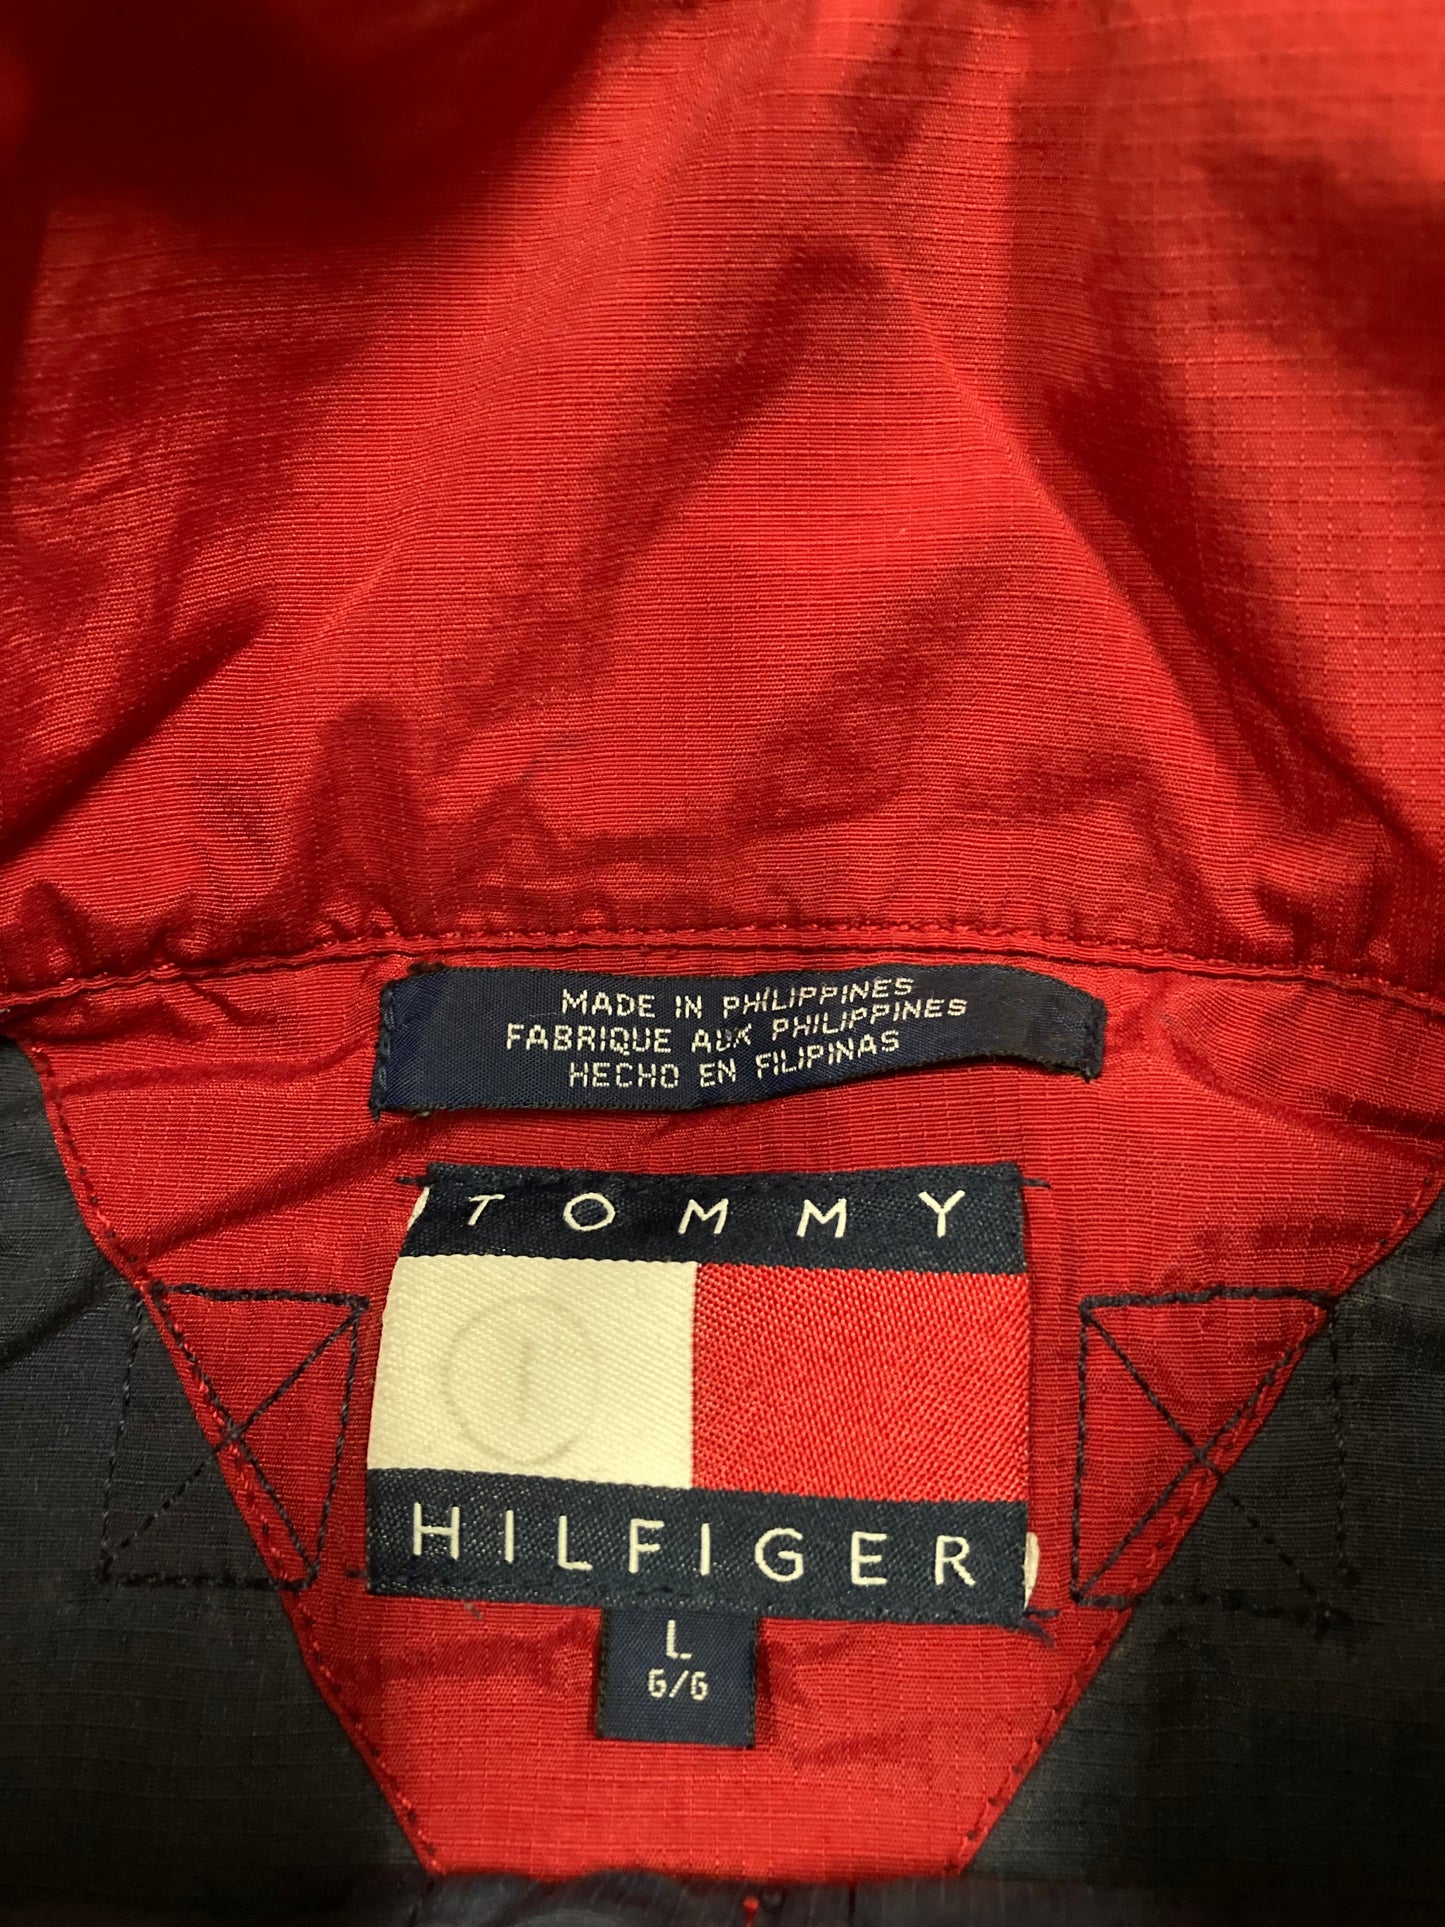 MADE IN PHILIPPINES
FABRIQUE AUX PHILIPPINES
HECHO EN FILIPINAS
TOMMY
HILFIGER
L
G/G